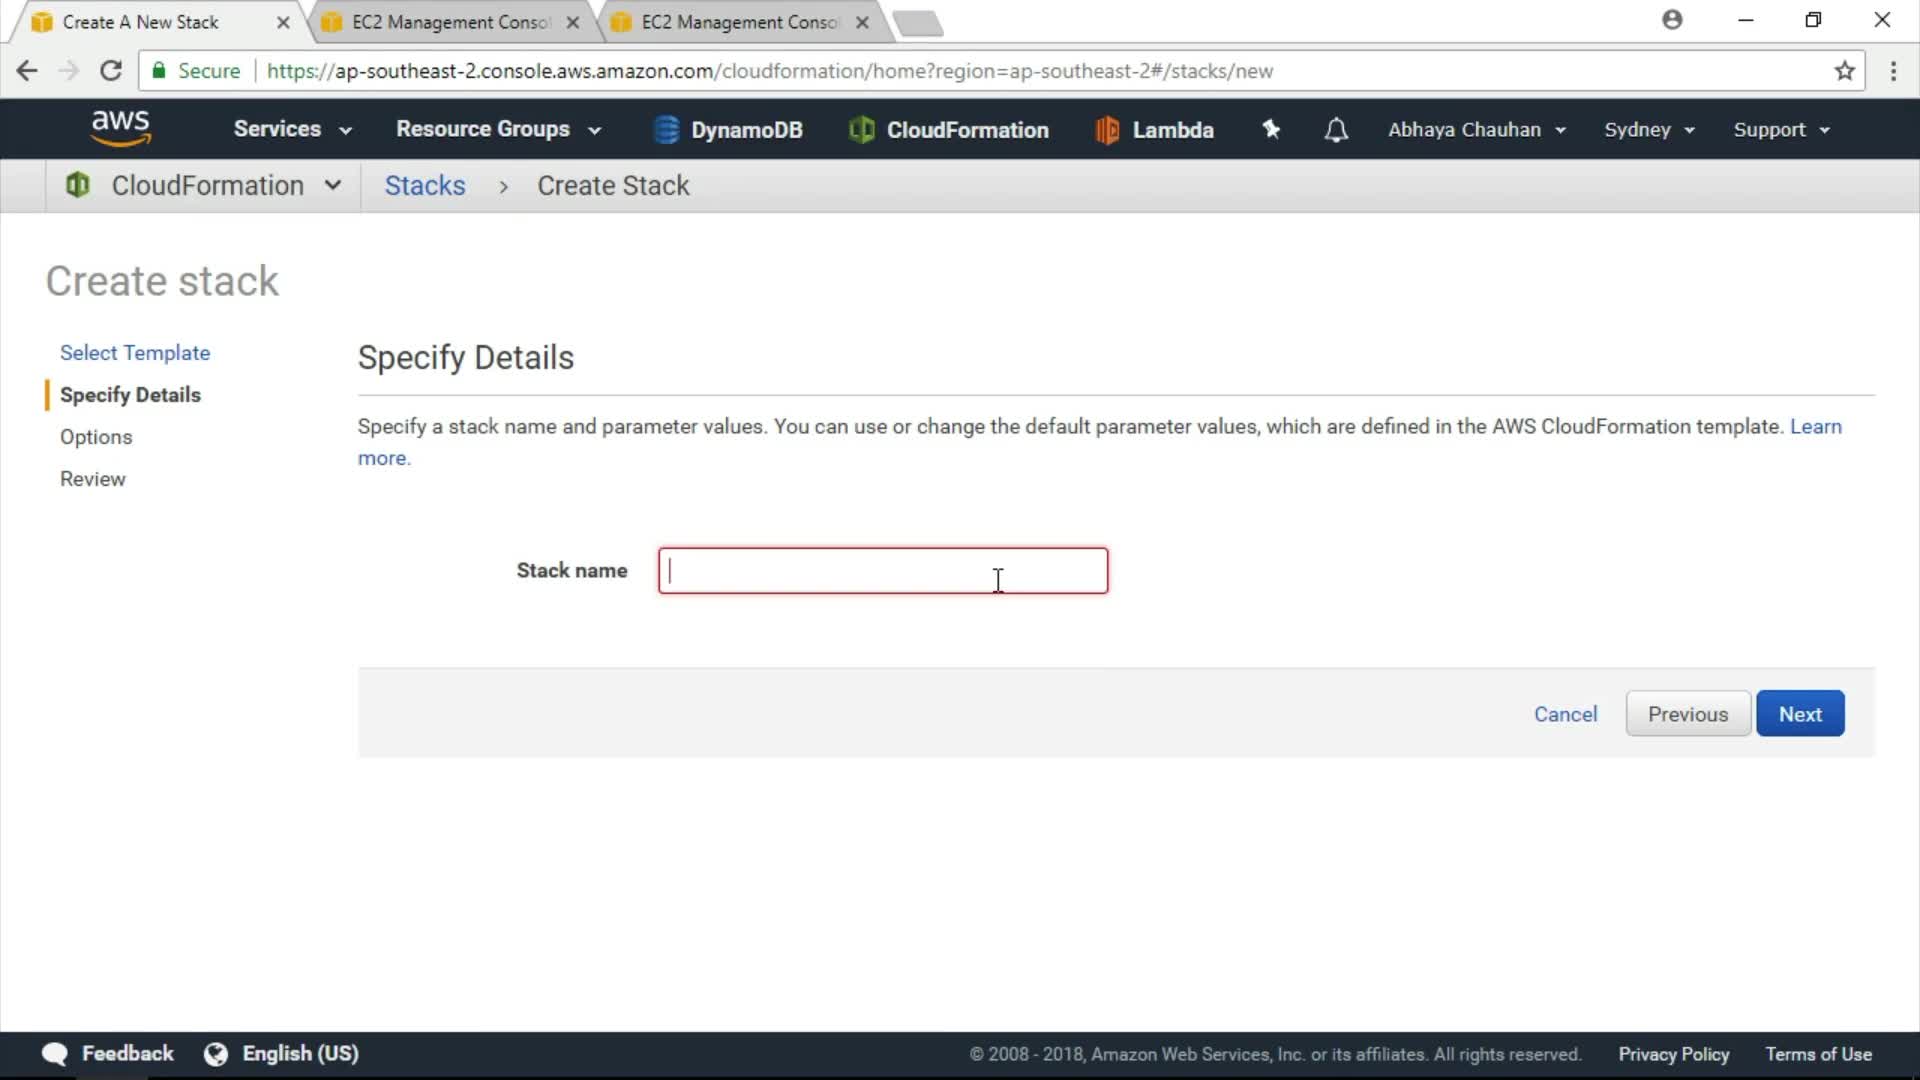 Create A New Stack
EC2 Management Consol
EC2 Management Consol
Secure
https://ap-southeast-2.console.aws.amazon.com/cloudformation/home?region=ap-southeast-2#/stacks/new
aws
Services
Resource Groups
DynamoDB
CloudFormation
Lambda
Abhaya Chauhan
Sydney
Support
CloudFormation
Stacks
Create Stack
Create stack
Select Template
Specify Details
Options
Review
Specify Details
Specify a stack name and parameter values. You can use or change the default parameter values, which are defined in the AWS CloudFormation template. Learn
more.
Stack name
Cancel
Previous
Next
Feedback
English (US)
© 2008 - 2018, Amazon Web Services, Inc. or its affiliates. All rights reserved.
Privacy Policy
Terms of Use